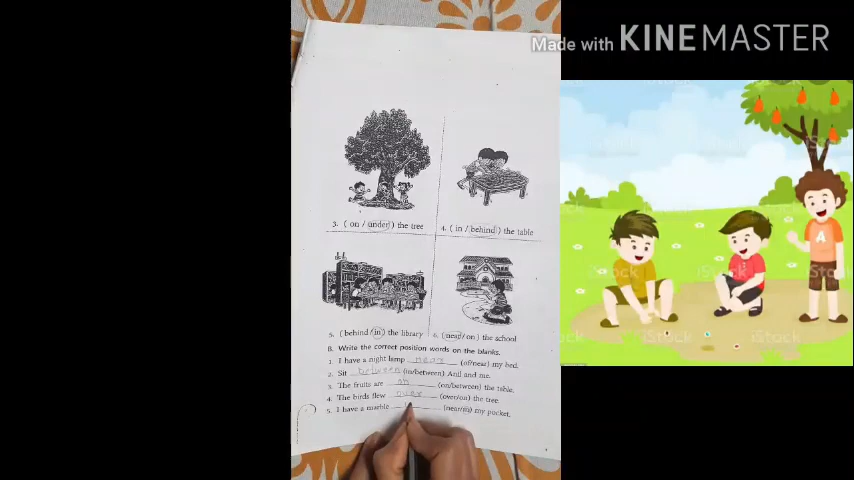 Made with KINEMASTER
3. ( on / under ) the tree
4. ( in / behind ) the table
5. ( behind / in ) the library
6. ( near / on ) the school
B. Write the correct position words on the blanks.
1. I have a night lamp near (of/near) my bed.
2. Sit between (in/between) Anil and me.
3. The fruits are on (on/between) the table.
4. The birds flew over (over/on) the tree.
5. I have a marble (near/in) my pocket.
iStock
iStock
iStock
A